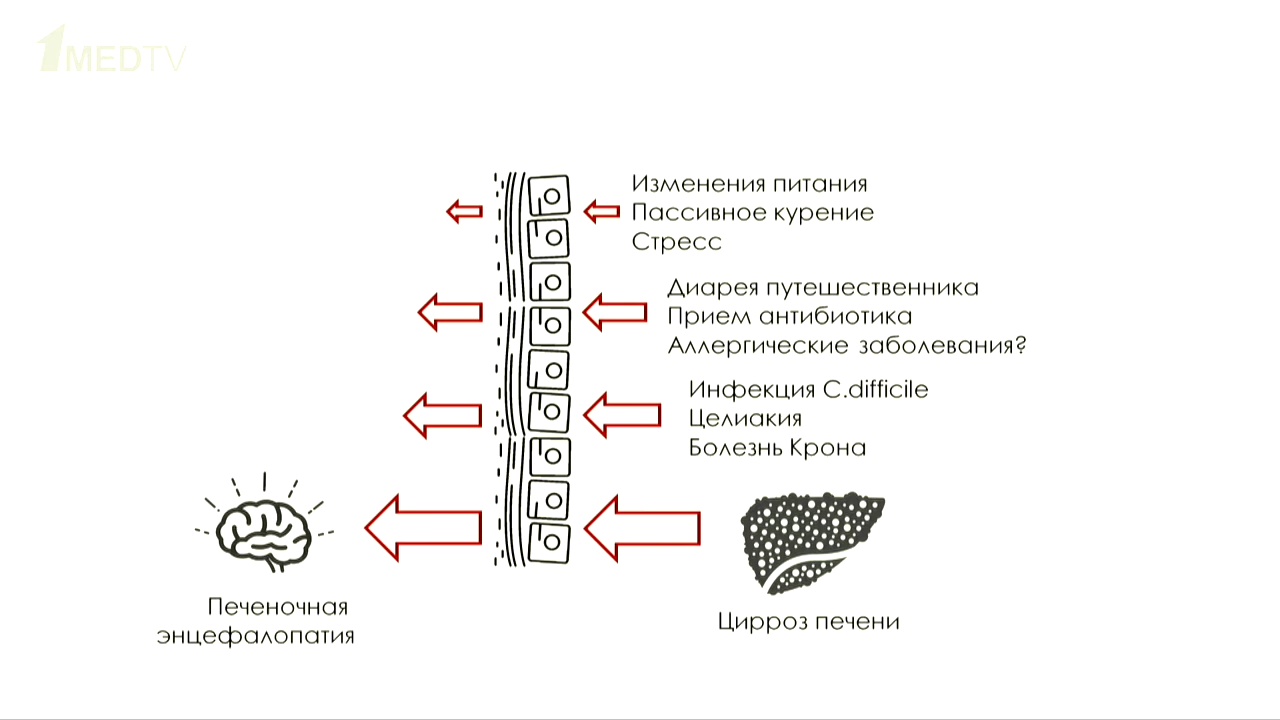 1MEDTV
Изменения питания
Пассивное курение
Стресс
Диарея путешественника
Прием антибиотика
Аллергические заболевания?
Инфекция C.difficile
Целиакия
Болезнь Крона
Печеночная
энцефалопатия
Цирроз печени